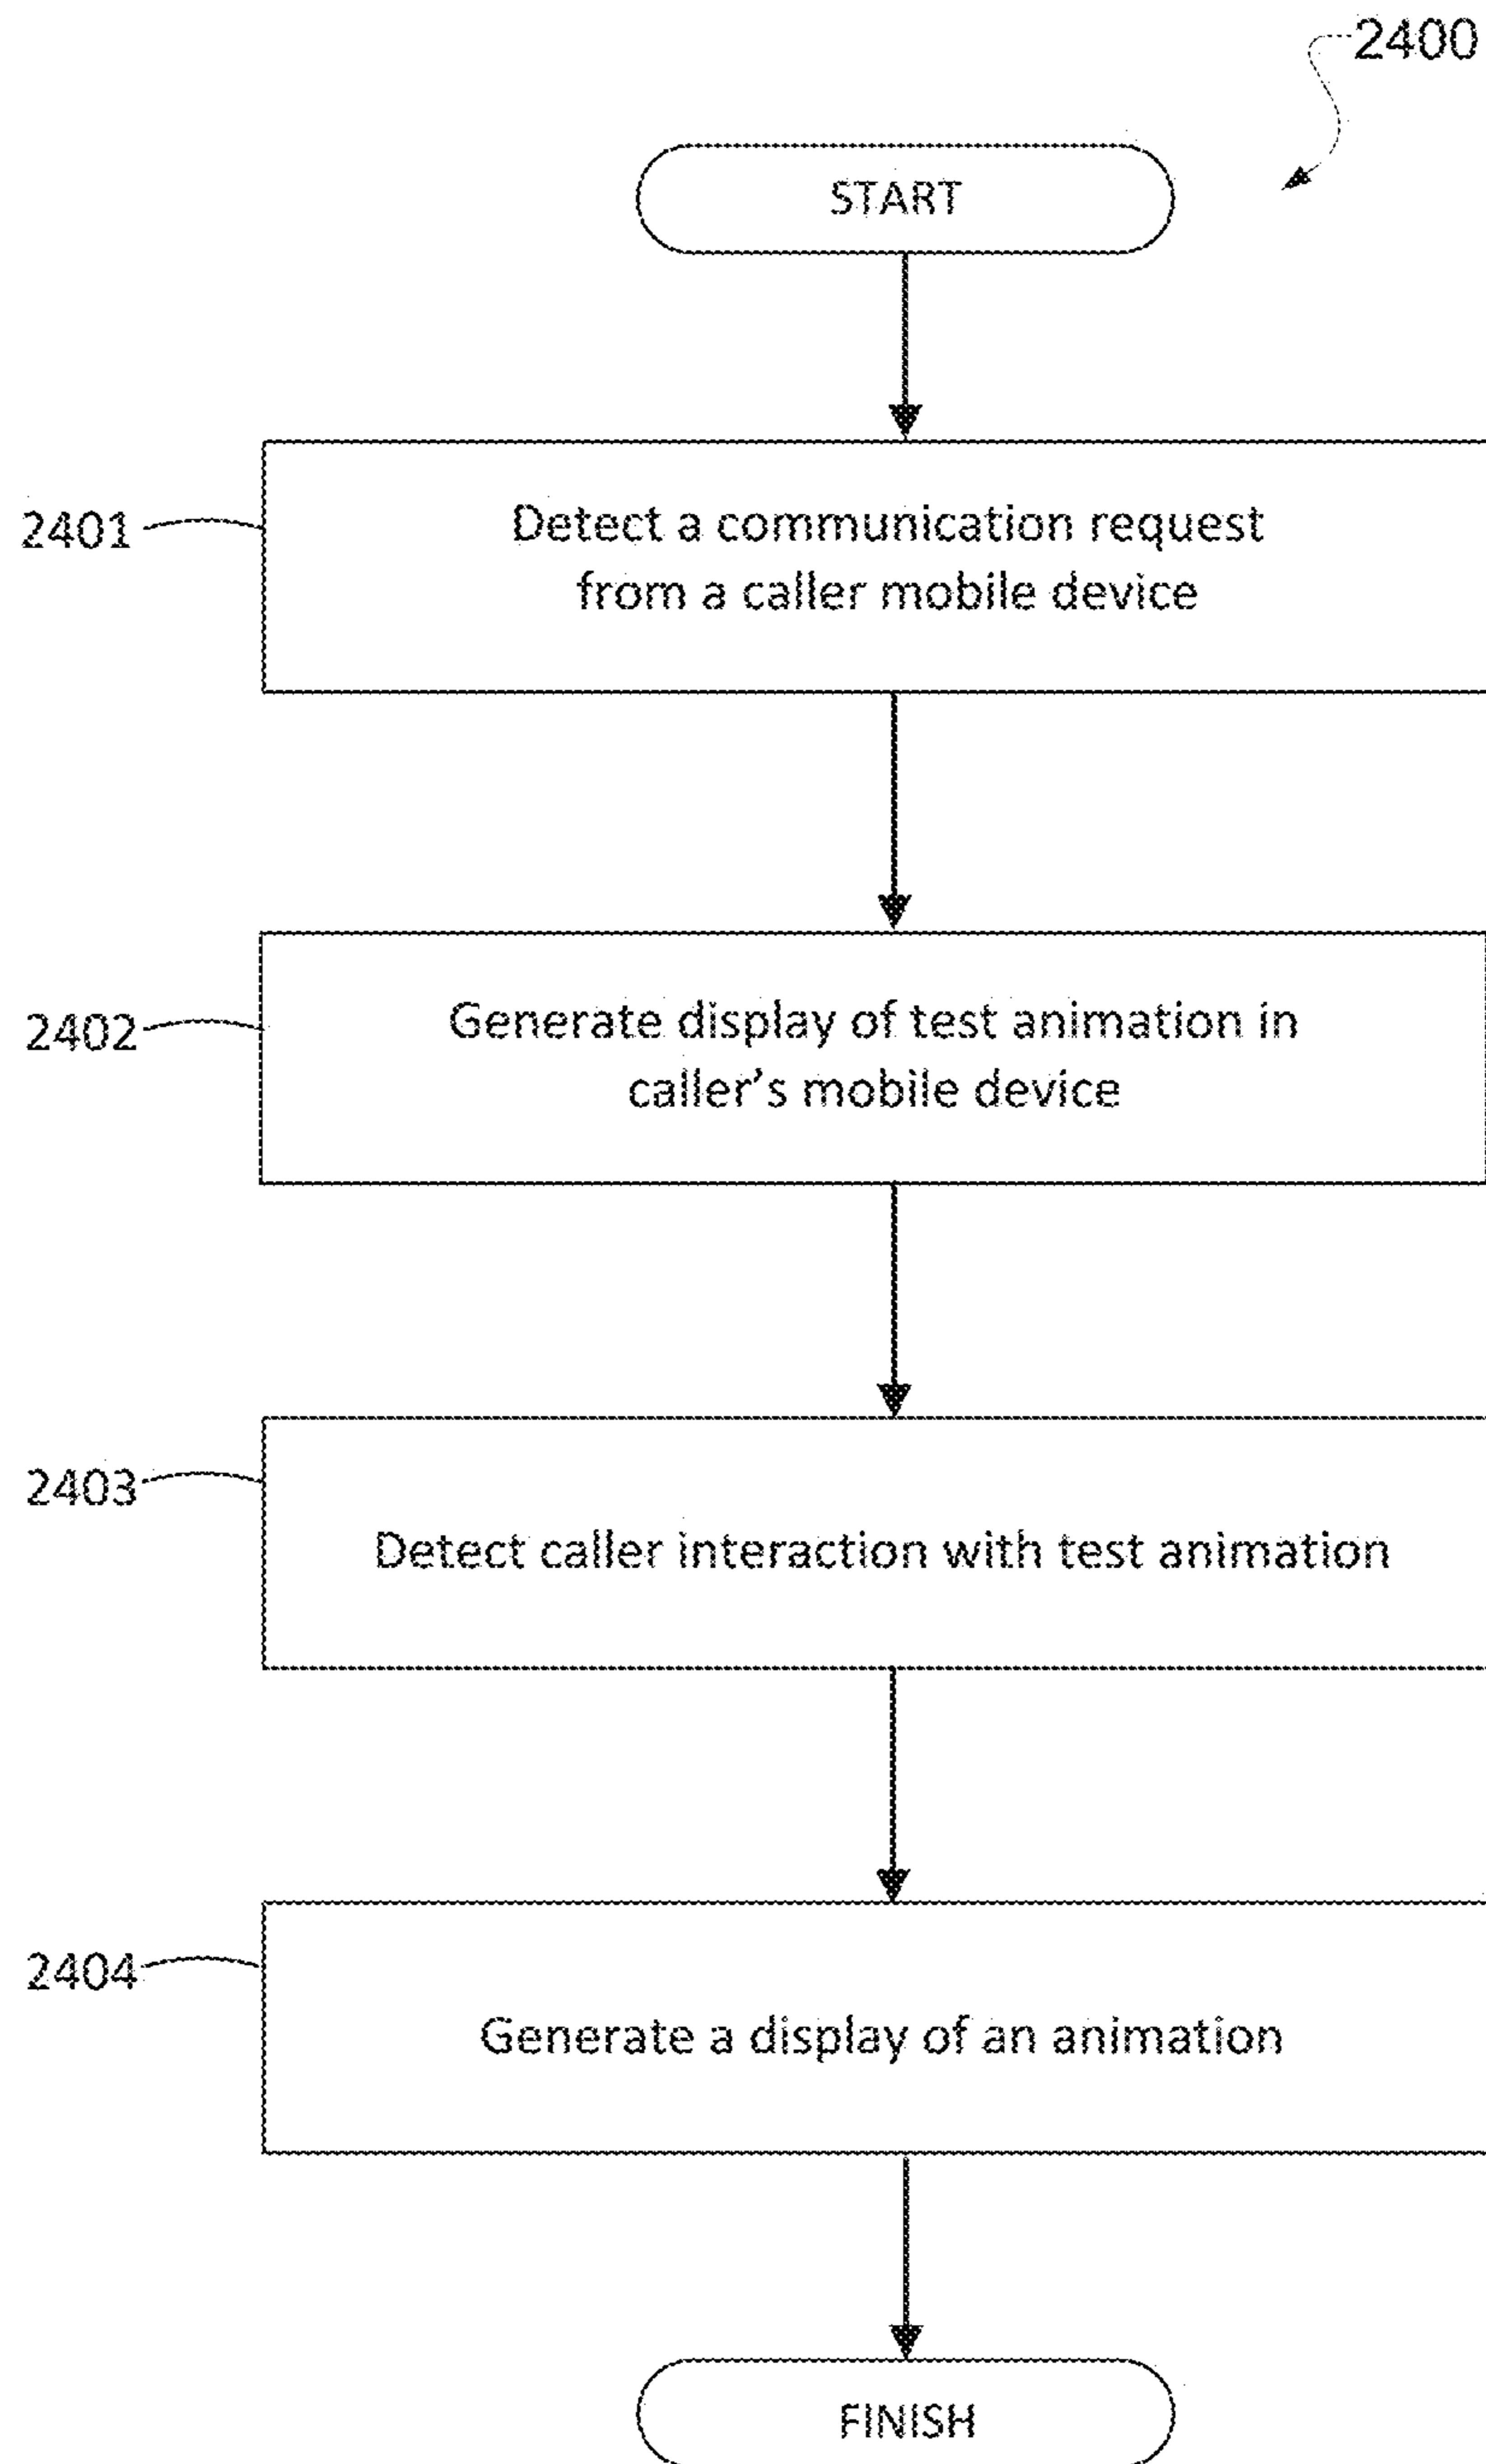 2400
START
2401
Detect a communication request
from a caller mobile device
2402
Generate display of test animation in
caller's mobile device
2403
Detect caller interaction with test animation
2404
Generate a display of an animation
FINISH